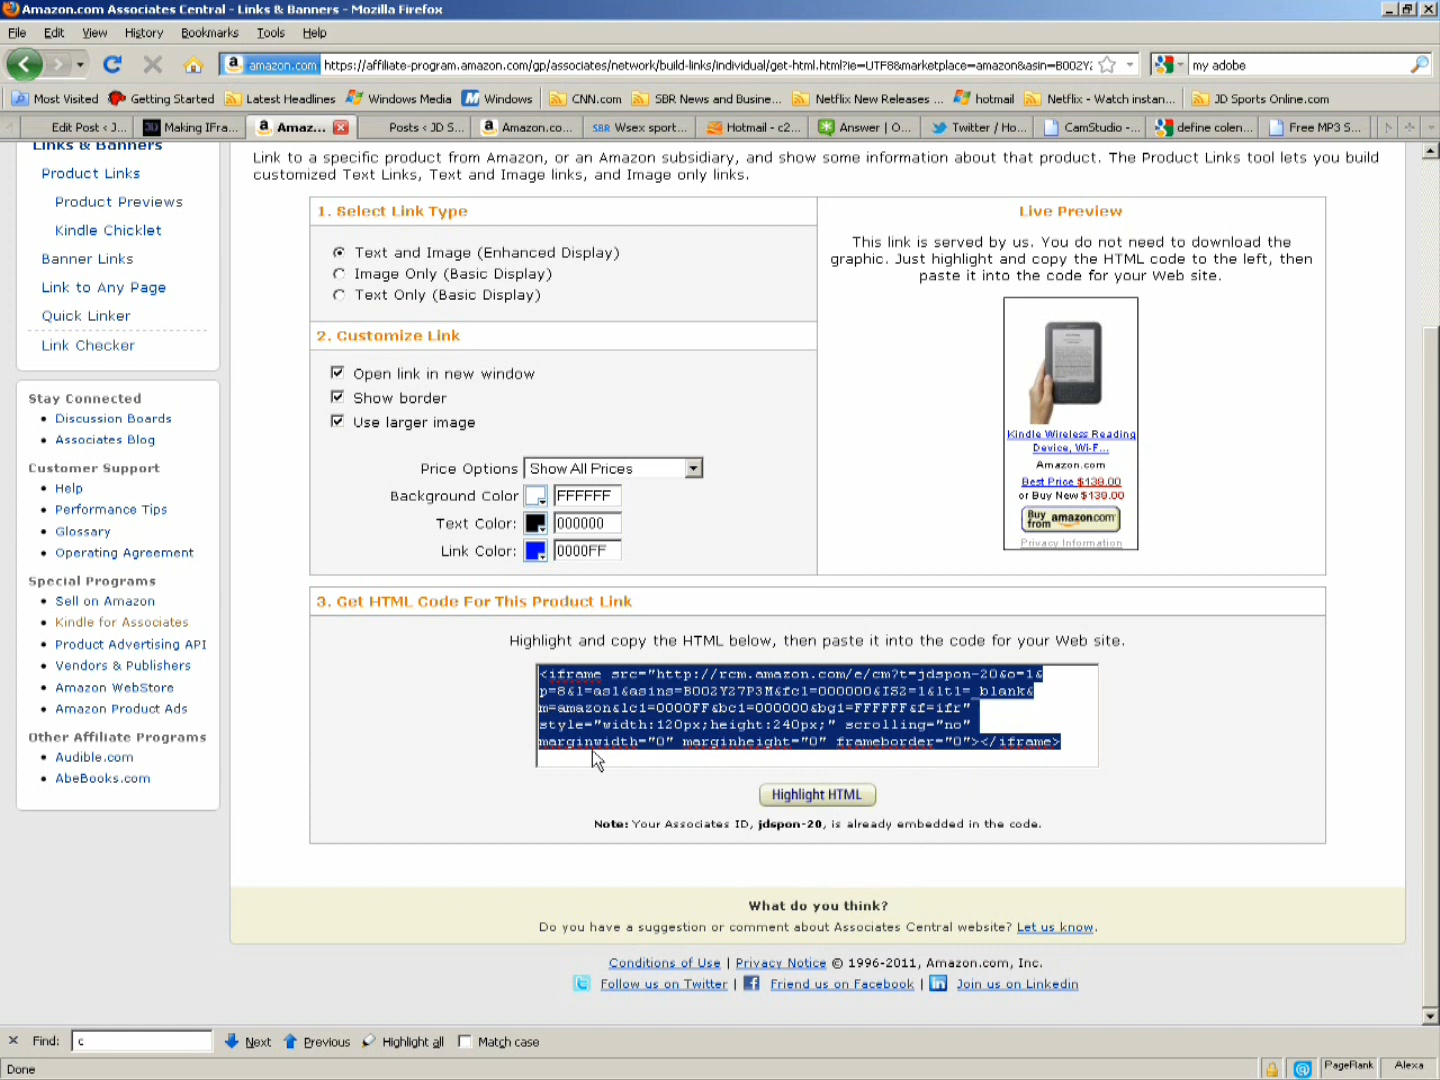 Amazon.com Associates Central - Links & Banners - Mozilla Firefox
File Edit View History Bookmarks Tools Help
amazon.com https://affiliate-program.amazon.com/gp/associates/network/build-links/individual/get-html.html?ie=UTF8&marketplace=amazon&asin=B002Y2 my adobe
Most Visited Getting Started Latest Headlines Windows Media Windows CNN.com SBR News and Busine... Netflix New Releases ... hotmail Netflix - Watch instan... JD Sports Online.com
Edit Post ‹ J... Making IFra... Amaz... Posts ‹ JD S... Amazon.co... SBR Wsex sport... Hotmail - c2... Answer | O... Twitter / Ho... CamStudio -... define colen... Free MP3 S...
Links & Banners
Product Links
Product Previews
Kindle Chicklet
Banner Links
Link to Any Page
Quick Linker
Link Checker
Stay Connected
Discussion Boards
Associates Blog
Customer Support
Help
Performance Tips
Glossary
Operating Agreement
Special Programs
Sell on Amazon
Kindle for Associates
Product Advertising API
Vendors & Publishers
Amazon WebStore
Amazon Product Ads
Other Affiliate Programs
Audible.com
AbeBooks.com
Link to a specific product from Amazon, or an Amazon subsidiary, and show some information about that product. The Product Links tool lets you build
customized Text Links, Text and Image links, and Image only links.
1. Select Link Type
Text and Image (Enhanced Display)
Image Only (Basic Display)
Text Only (Basic Display)
2. Customize Link
Open link in new window
Show border
Use larger image
Price Options Show All Prices
Background Color FFFFFF
Text Color: 000000
Link Color: 0000FF
Live Preview
This link is served by us. You do not need to download the
graphic. Just highlight and copy the HTML code to the left, then
paste it into the code for your Web site.
Kindle Wireless Reading
Device, Wi-F...
Amazon.com
Best Price $139.00
or Buy New $139.00
Buy from amazon.com
Privacy Information
3. Get HTML Code For This Product Link
Highlight and copy the HTML below, then paste it into the code for your Web site.
<iframe src="http://rcm.amazon.com/e/cm?t=jdspon-20&o=1&
p=8&l=as1&asins=B002Y27P3M&fc1=000000&IS2=1&lt1=_blank&
m=amazon&lc1=0000FF&bc1=000000&bg1=FFFFFF&f=ifr"
style="width:120px;height:240px;" scrolling="no"
marginwidth="0" marginheight="0" frameborder="0"></iframe>
Highlight HTML
Note: Your Associates ID, jdspon-20, is already embedded in the code.
What do you think?
Do you have a suggestion or comment about Associates Central website? Let us know.
Conditions of Use | Privacy Notice © 1996-2011, Amazon.com, Inc.
Follow us on Twitter | Friend us on Facebook | Join us on Linkedin
Find: c Next Previous Highlight all Match case
Done PageRank Alexa